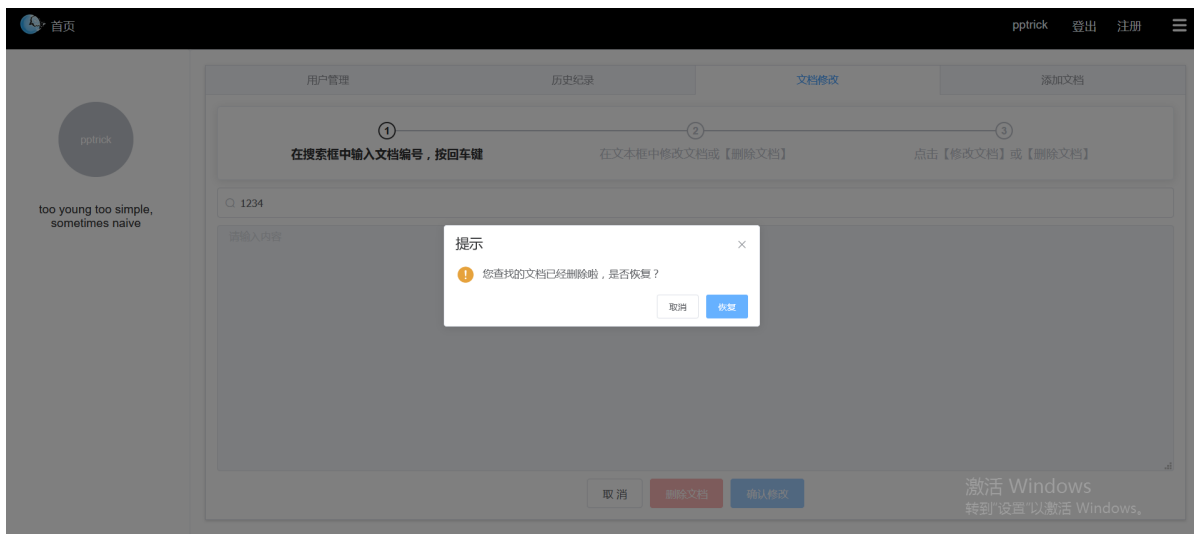 首页
pptrick 登出 注册
用户管理 历史纪录 文档修改 添加文档
pptrick
1 2 3
在搜索框中输入文档编号，按回车键 在文本框中修改文档或【删除文档】 点击【修改文档】或【删除文档】
too young too simple,
sometimes naive
1234
请输入内容
提示
您查找的文档已经删除啦，是否恢复？
取消 恢复
取 消 删除文档 确认修改
激活 Windows
转到"设置"以激活 Windows。